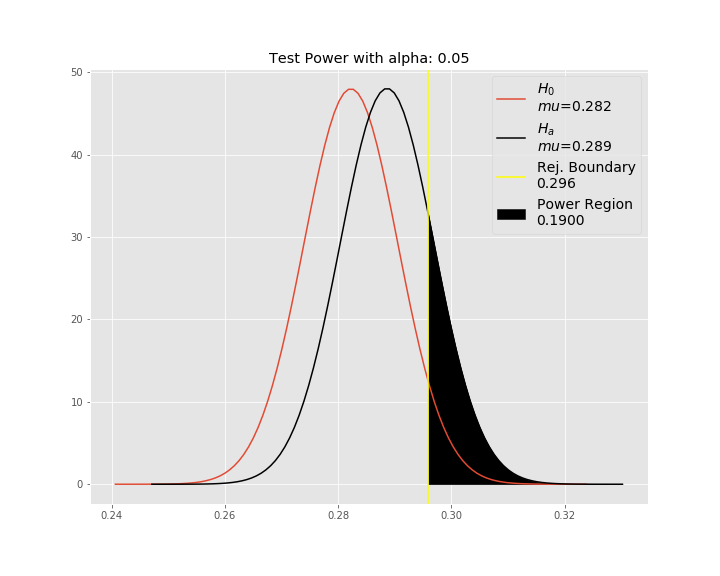 Test Power with alpha: 0.05
50
40
30
20
10
0
0.24
0.26
0.28
0.30
0.32
H0
mu=0.282
Ha
mu=0.289
Rej. Boundary
0.296
Power Region
0.1900